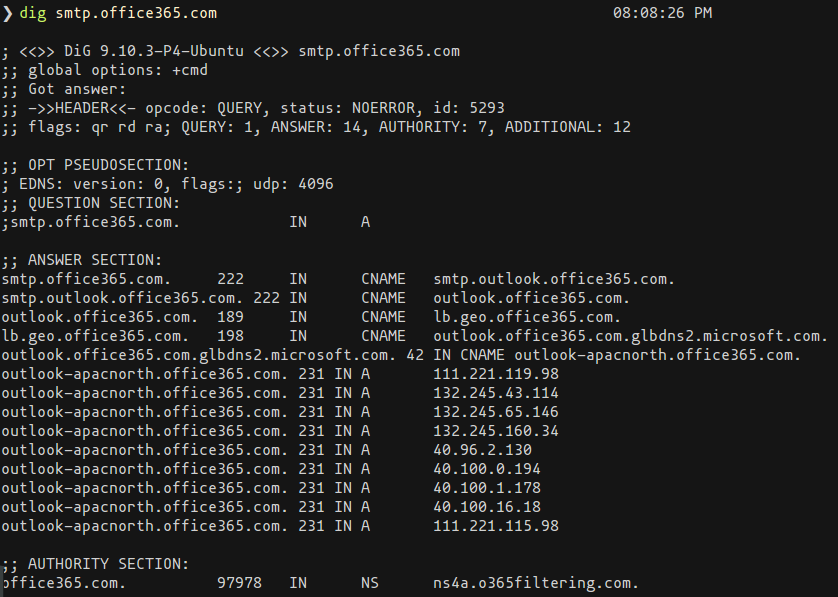 ❯ dig smtp.office365.com 08:08:26 PM
; <<>> DiG 9.10.3-P4-Ubuntu <<>> smtp.office365.com
;; global options: +cmd
;; Got answer:
;; ->>HEADER<<- opcode: QUERY, status: NOERROR, id: 5293
;; flags: qr rd ra; QUERY: 1, ANSWER: 14, AUTHORITY: 7, ADDITIONAL: 12
;; OPT PSEUDOSECTION:
; EDNS: version: 0, flags:; udp: 4096
;; QUESTION SECTION:
;smtp.office365.com. IN A
;; ANSWER SECTION:
smtp.office365.com. 222 IN CNAME smtp.outlook.office365.com.
smtp.outlook.office365.com. 222 IN CNAME outlook.office365.com.
outlook.office365.com. 189 IN CNAME lb.geo.office365.com.
lb.geo.office365.com. 198 IN CNAME outlook.office365.com.glbdns2.microsoft.com.
outlook.office365.com.glbdns2.microsoft.com. 42 IN CNAME outlook-apacnorth.office365.com.
outlook-apacnorth.office365.com. 231 IN A 111.221.119.98
outlook-apacnorth.office365.com. 231 IN A 132.245.43.114
outlook-apacnorth.office365.com. 231 IN A 132.245.65.146
outlook-apacnorth.office365.com. 231 IN A 132.245.160.34
outlook-apacnorth.office365.com. 231 IN A 40.96.2.130
outlook-apacnorth.office365.com. 231 IN A 40.100.0.194
outlook-apacnorth.office365.com. 231 IN A 40.100.1.178
outlook-apacnorth.office365.com. 231 IN A 40.100.16.18
outlook-apacnorth.office365.com. 231 IN A 111.221.115.98
;; AUTHORITY SECTION:
office365.com. 97978 IN NS ns4a.o365filtering.com.